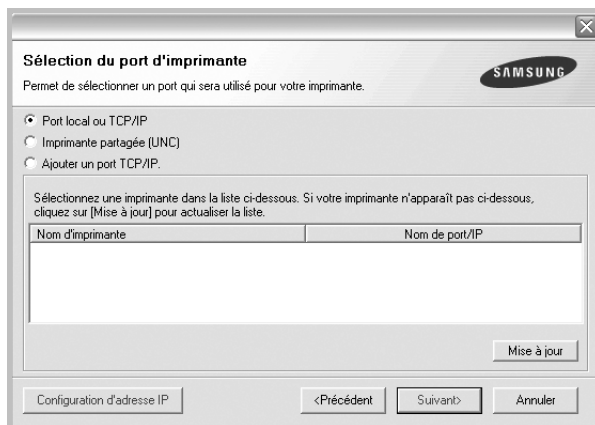 Sélection du port d'imprimante
Permet de sélectionner un port qui sera utilisé pour votre imprimante.
SAMSUNG
Port local ou TCP/IP
Imprimante partagée (UNC)
Ajouter un port TCP/IP.
Sélectionnez une imprimante dans la liste ci-dessous. Si votre imprimante n'apparaît pas ci-dessous,
cliquez sur [Mise à jour] pour actualiser la liste.
Nom d'imprimante Nom de port/IP
Mise à jour
Configuration d'adresse IP <Précédent Suivant> Annuler